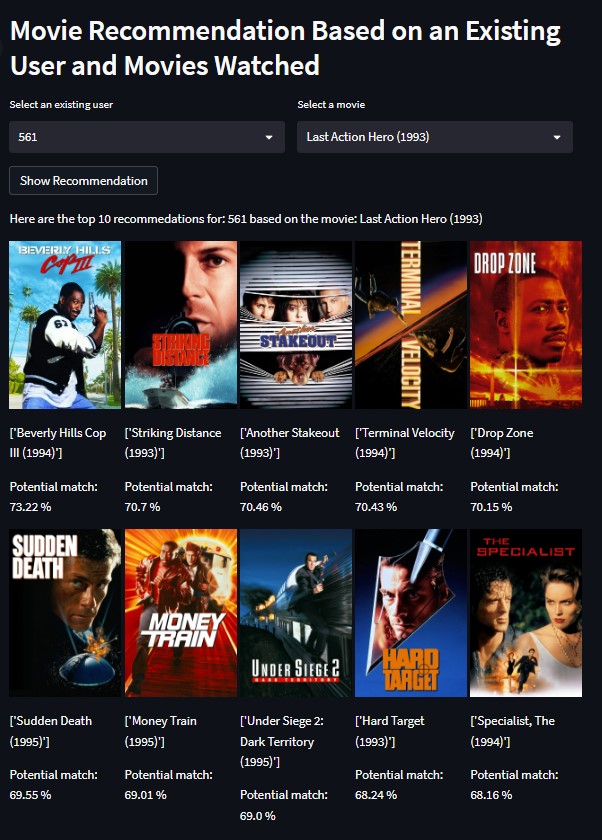 Movie Recommendation Based on an Existing
User and Movies Watched
Select an existing user
Select a movie
561
Last Action Hero (1993)
Show Recommendation
Here are the top 10 recommedations for: 561 based on the movie: Last Action Hero (1993)
BEVERLY HILLS
Cop III
STRIKING
DISTANCE
Another
STAKEOUT
TERMINAL
VELOCITY
DROP ZONE
['Beverly Hills Cop
III (1994)']
['Striking Distance
(1993)']
['Another Stakeout
(1993)']
['Terminal Velocity
(1994)']
['Drop Zone
(1994)']
Potential match:
73.22 %
Potential match:
70.7 %
Potential match:
70.46 %
Potential match:
70.43 %
Potential match:
70.15 %
SUDDEN
DEATH
MONEY
TRAIN
UNDER SIEGE 2
DARK TERRITORY
HARD
TARGET
THE
SPECIALIST
['Sudden Death
(1995)']
['Money Train
(1995)']
['Under Siege 2:
Dark Territory
(1995)']
['Hard Target
(1993)']
['Specialist, The
(1994)']
Potential match:
69.55 %
Potential match:
69.01 %
Potential match:
69.0 %
Potential match:
68.24 %
Potential match:
68.16 %